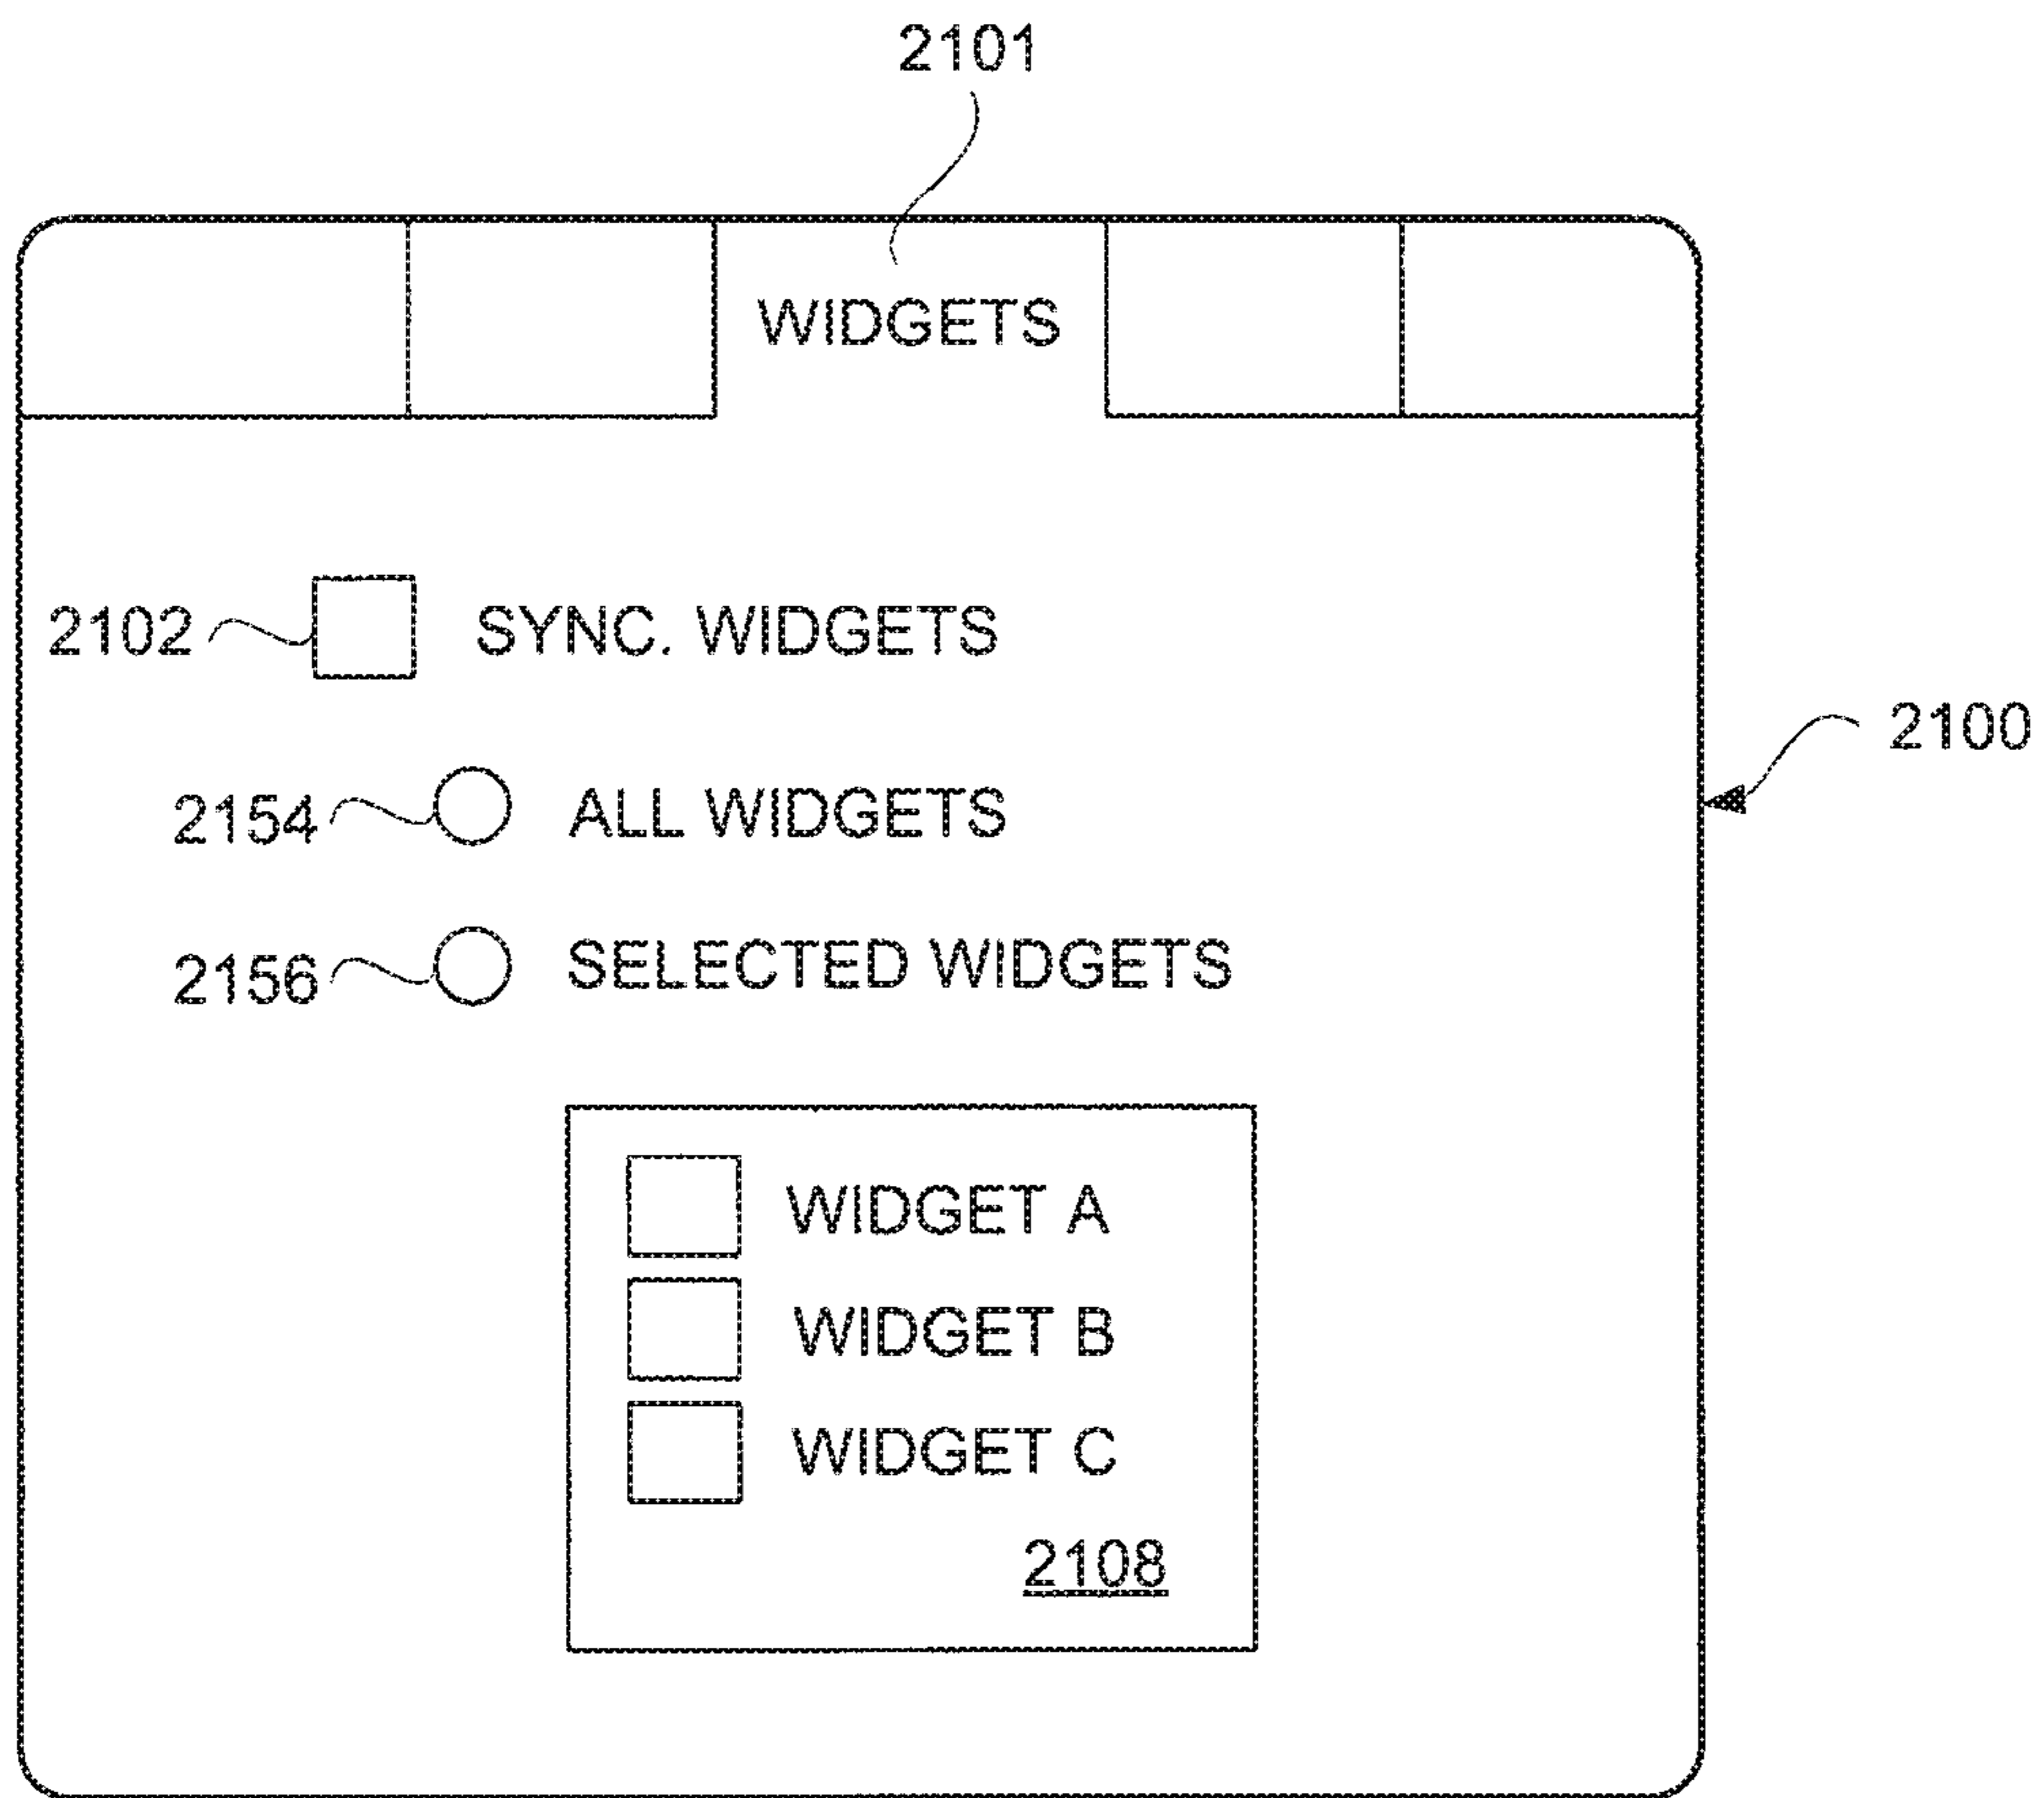 2101
WIDGETS
2102 SYNC. WIDGETS
2100
2154 ALL WIDGETS
2156 SELECTED WIDGETS
WIDGET A
WIDGET B
WIDGET C
2108